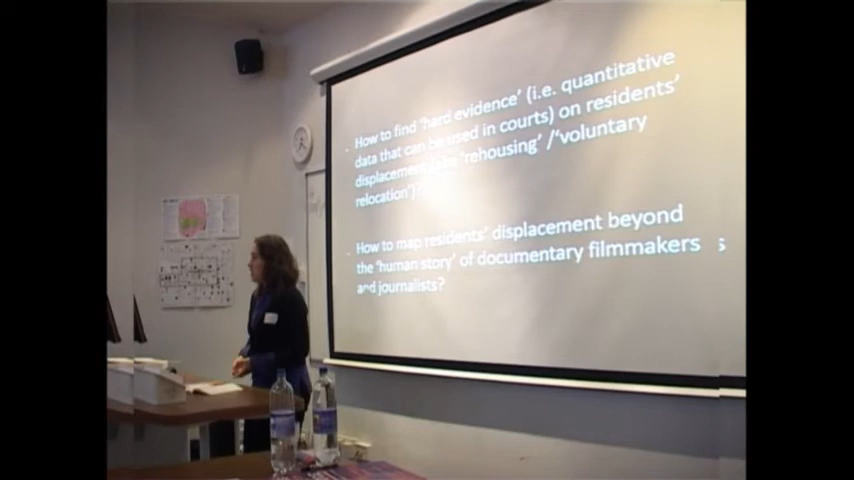 How to find 'hard evidence' (i.e. quantitative
data that can be used in courts) on residents'
displacement 'rehousing' /'voluntary
relocation')?
How to map residents' displacement beyond
the 'human story' of documentary filmmakers
and journalists?